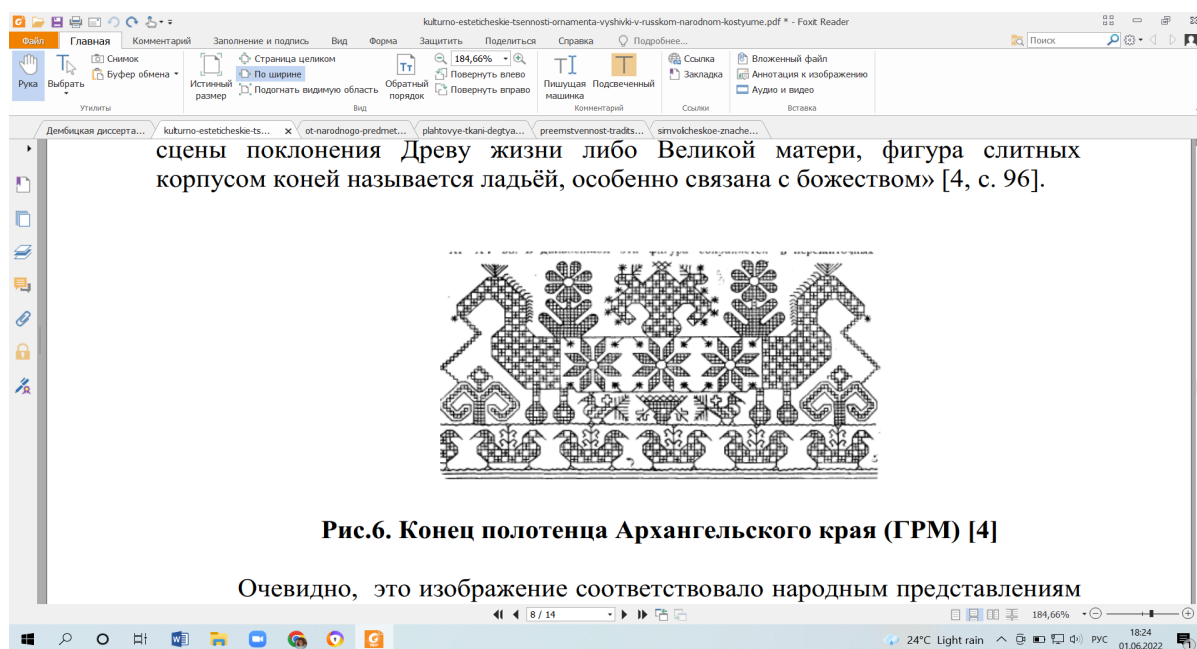 kulturno-esteticheskie-tsennosti-ornamenta-vyshivki-v-russkom-narodnom-kostyume.pdf * - Foxit Reader
Файл Главная Комментарий Заполнение и подпись Вид Форма Защитить Поделиться Справка Подробнее... Поиск
Рука
Выбрать
Снимок
Буфер обмена
Утилиты
Истинный размер
Страница целиком
По ширине
Подогнать видимую область
Обратный порядок
184,66%
Повернуть влево
Повернуть вправо
Вид
Пишущая машинка
Подсвеченный
Комментарий
Ссылка
Закладка
Ссылки
Вложенный файл
Аннотация к изображению
Аудио и видео
Вставка
Дембицкая диссерта... kulturno-esteticheskie-ts... ot-narodnogo-predmet... plahtovye-tkani-degtya... preemstvennost-tradits... simvolicheskoe-znache...
сцены поклонения Древу жизни либо Великой матери, фигура слитных
корпусом коней называется ладьёй, особенно связана с божеством» [4, с. 96].
Рис.6. Конец полотенца Архангельского края (ГРМ) [4]
Очевидно, это изображение соответствовало народным представлениям
8 / 14 184,66%
24°C Light rain РУС 18:24
01.06.2022